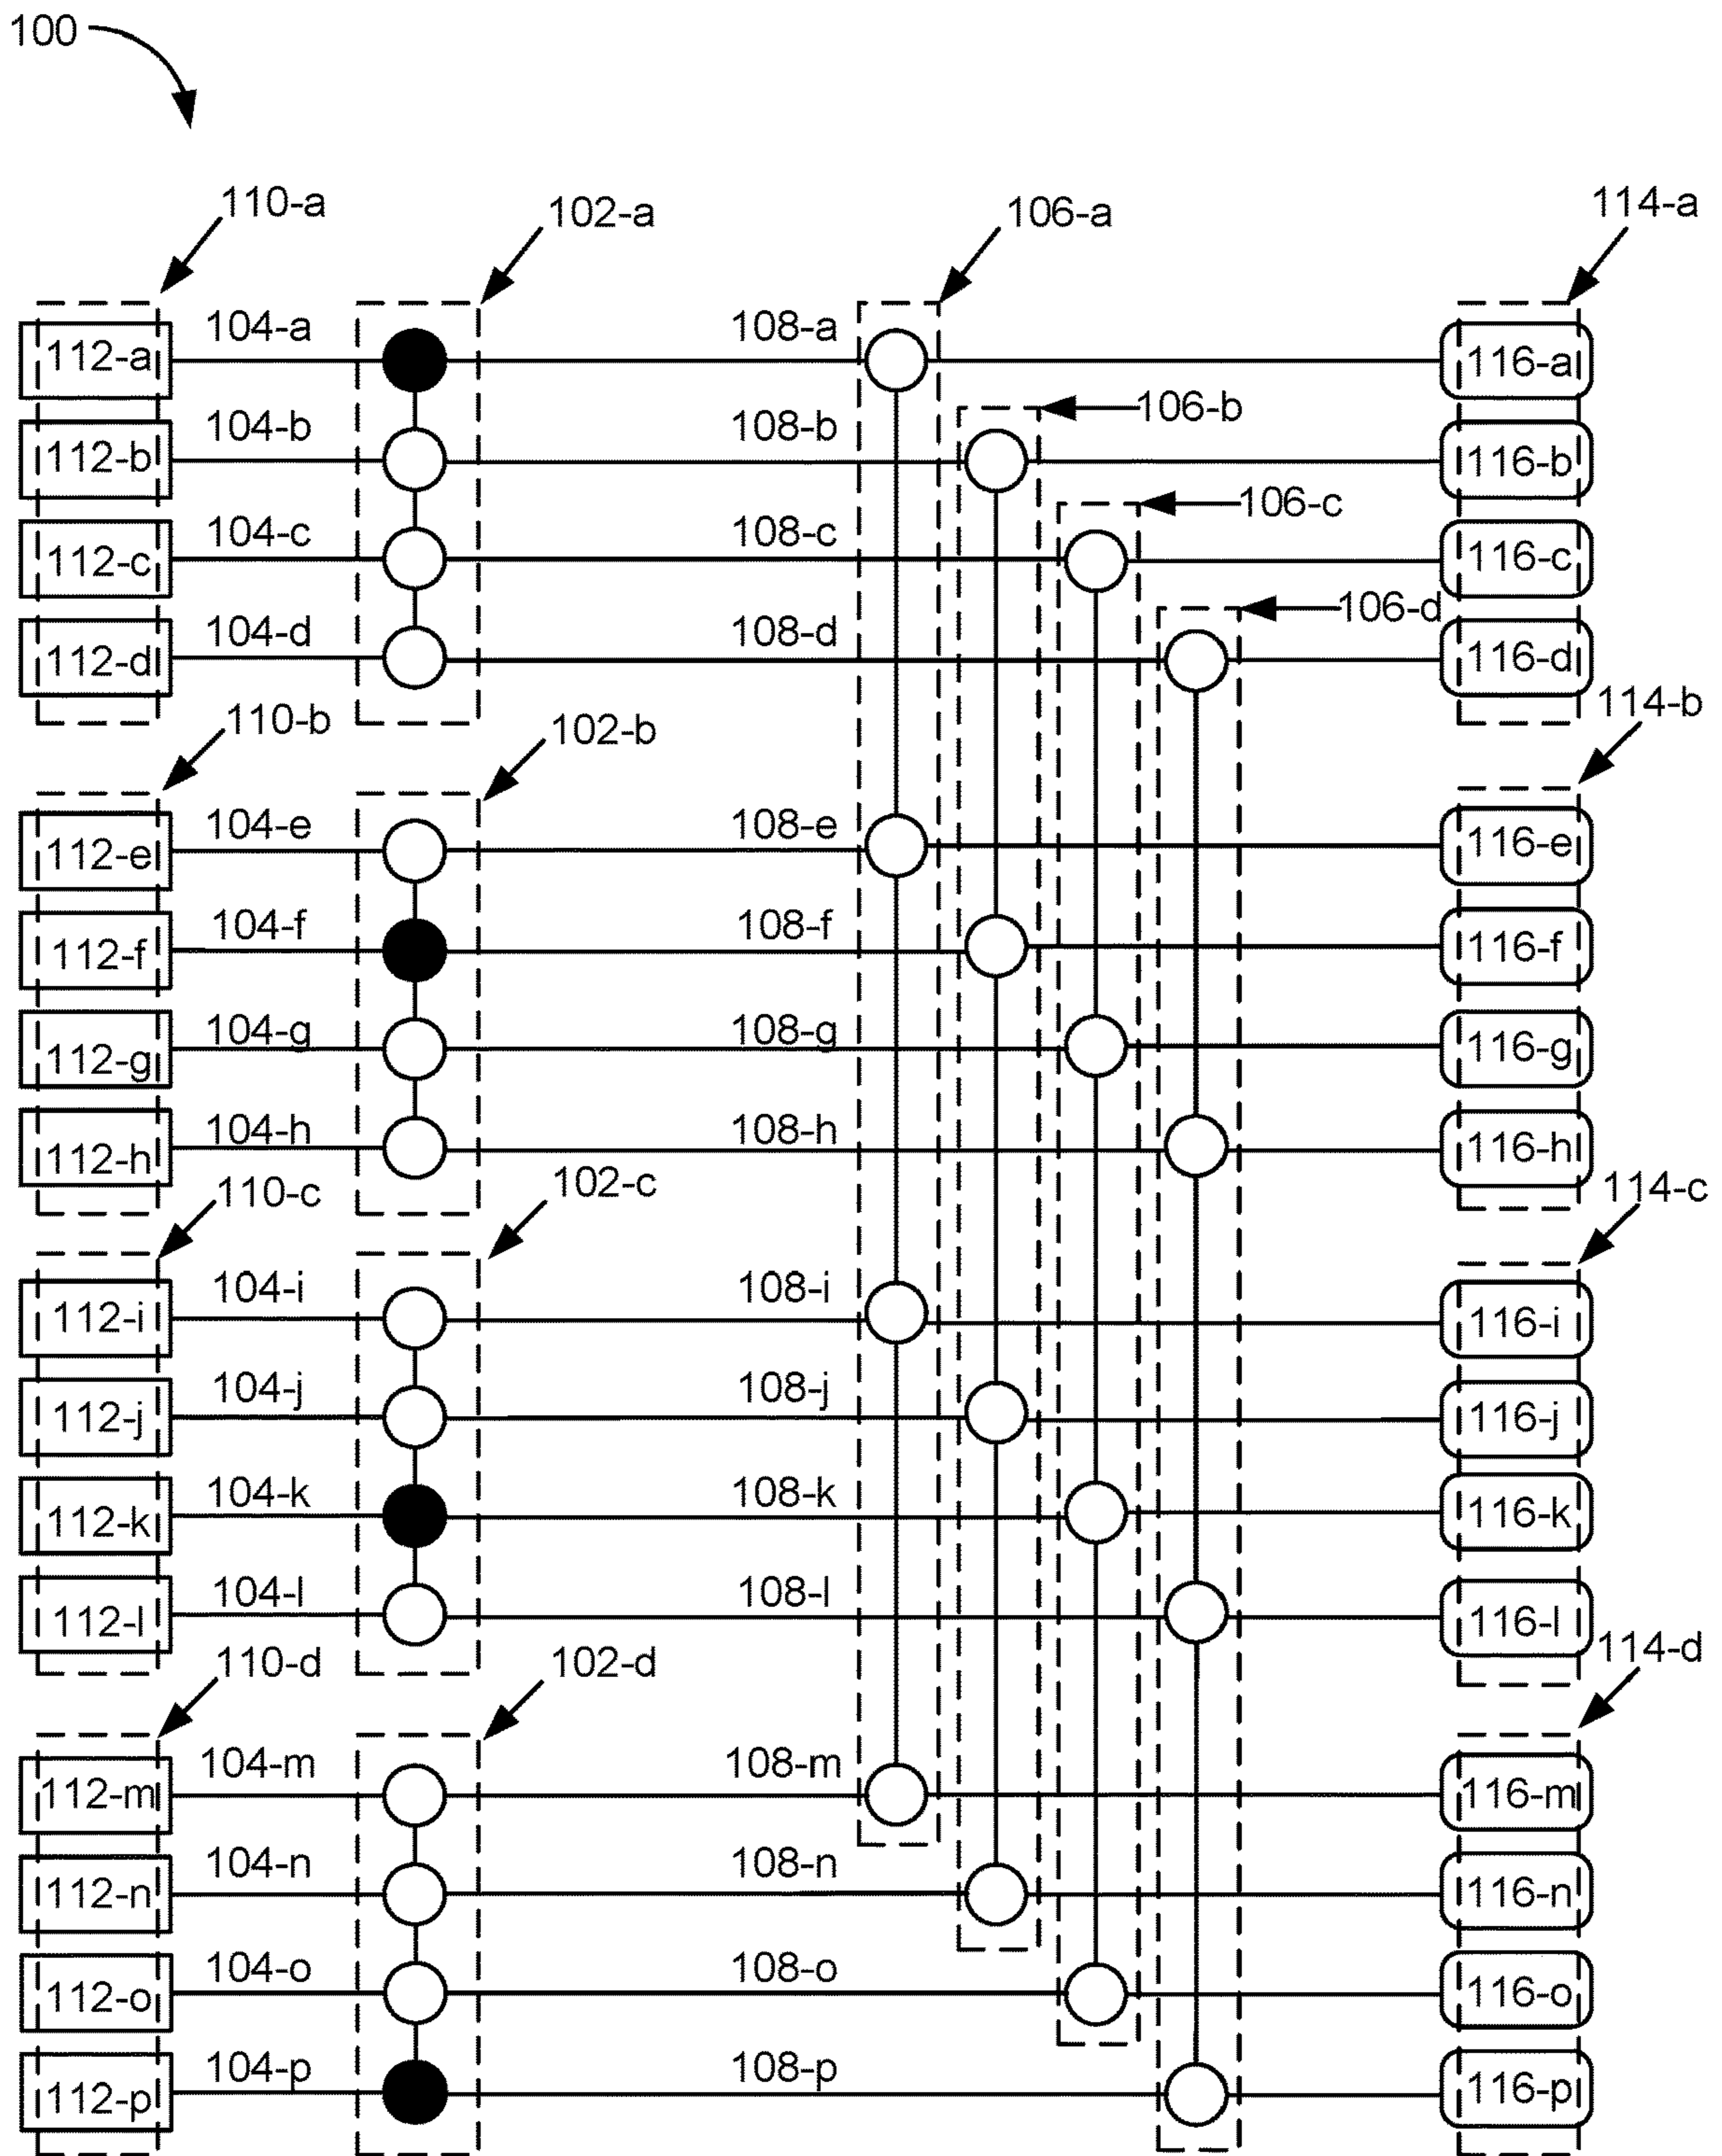 100
110-a 102-a 106-a 114-a
112-a 104-a 108-a 116-a
106-b
112-b 104-b 108-b 116-b
106-c
112-c 104-c 108-c 116-c
106-d
112-d 104-d 108-d 116-d
110-b 102-b 114-b
112-e 104-e 108-e 116-e
112-f 104-f 108-f 116-f
112-g 104-g 108-g 116-g
112-h 104-h 108-h 116-h
110-c 102-c 114-c
112-i 104-i 108-i 116-i
112-j 104-j 108-j 116-j
112-k 104-k 108-k 116-k
112-l 104-l 108-l 116-l
110-d 102-d 114-d
112-m 104-m 108-m 116-m
112-n 104-n 108-n 116-n
112-o 104-o 108-o 116-o
112-p 104-p 108-p 116-p